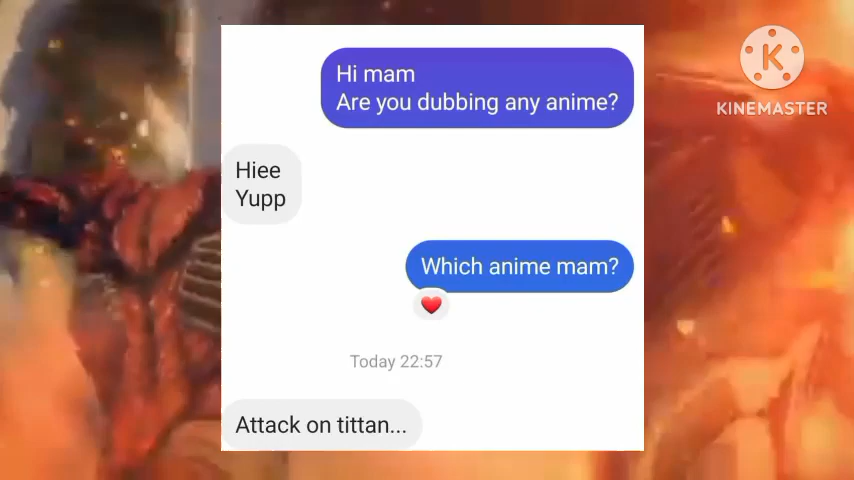 Hi mam
Are you dubbing any anime?
KINEMASTER
Hiee
Yupp
Which anime mam?
Today 22:57
Attack on tittan...